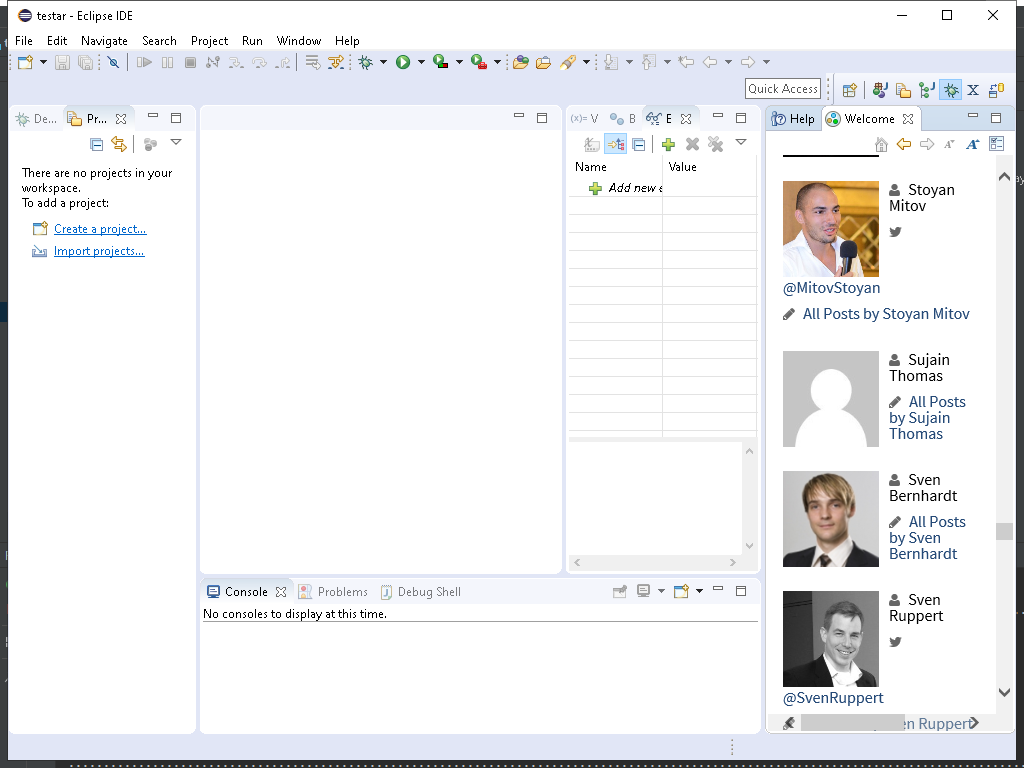 testar - Eclipse IDE
File Edit Navigate Search Project Run Window Help
Quick Access
De...
Pr...
There are no projects in your
workspace.
To add a project:
Create a project...
Import projects...
(x)= V
B
E
Name
Value
Add new e
Console
Problems
Debug Shell
No consoles to display at this time.
Help
Welcome
Stoyan
Mitov
@MitovStoyan
All Posts by Stoyan Mitov
Sujain
Thomas
All Posts
by Sujain
Thomas
Sven
Bernhardt
All Posts
by Sven
Bernhardt
Sven
Ruppert
@SvenRuppert
Ruppert